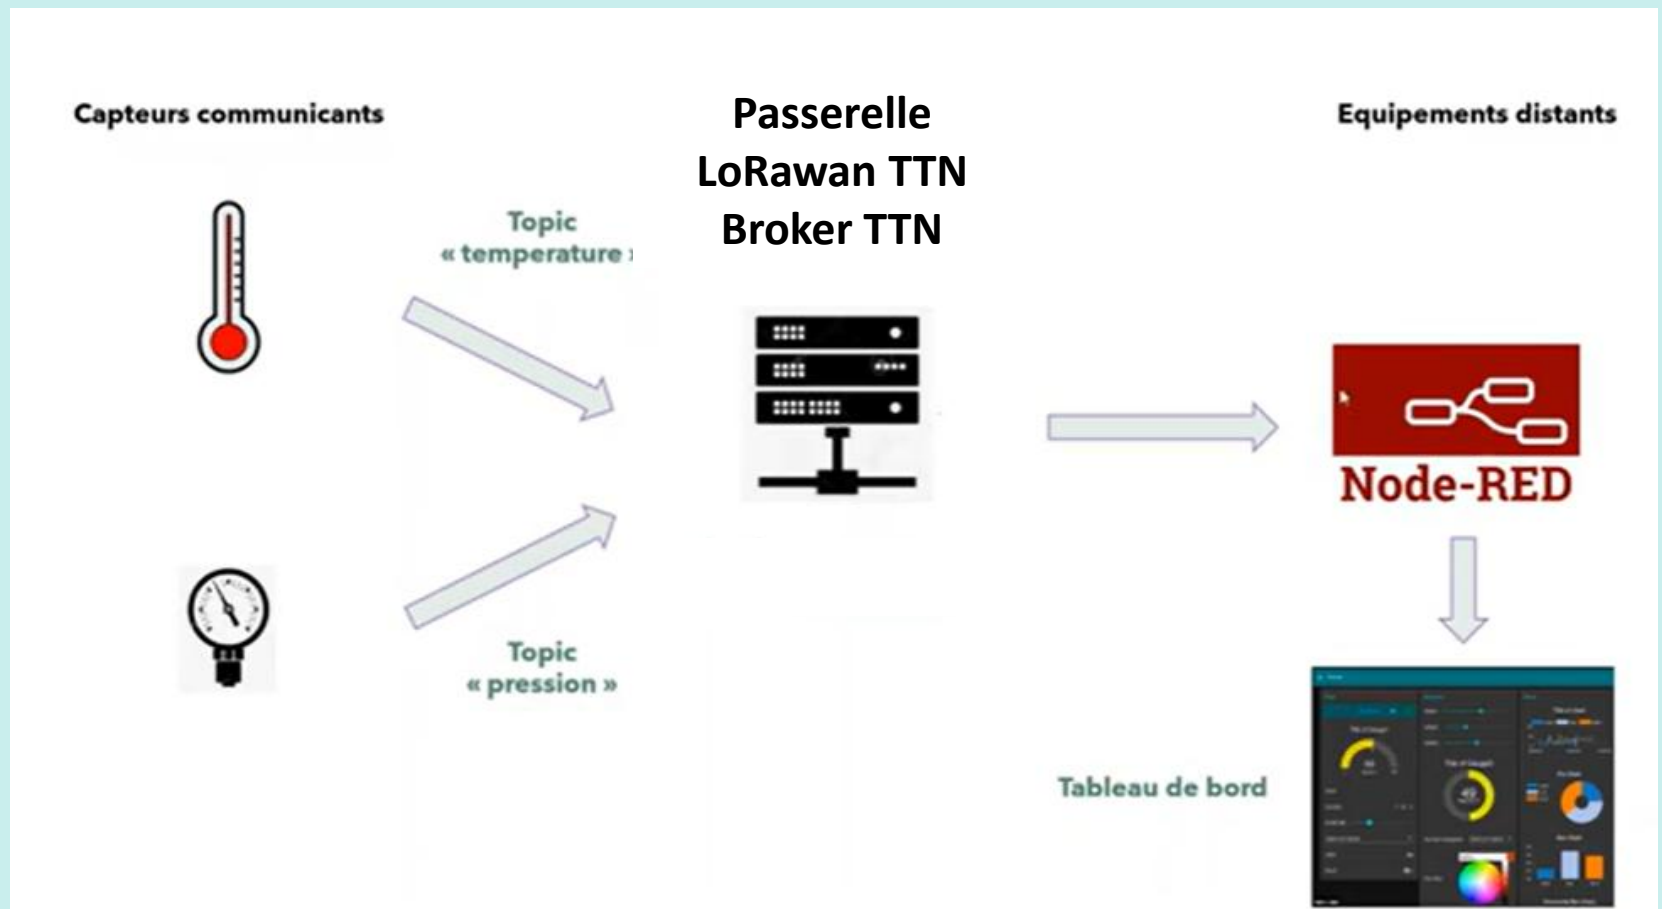 Capteurs communicants
Passerelle
LoRawan TTN
Broker TTN
Equipements distants
Topic
« temperature
Node-RED
Topic
« pression »
Tableau de bord